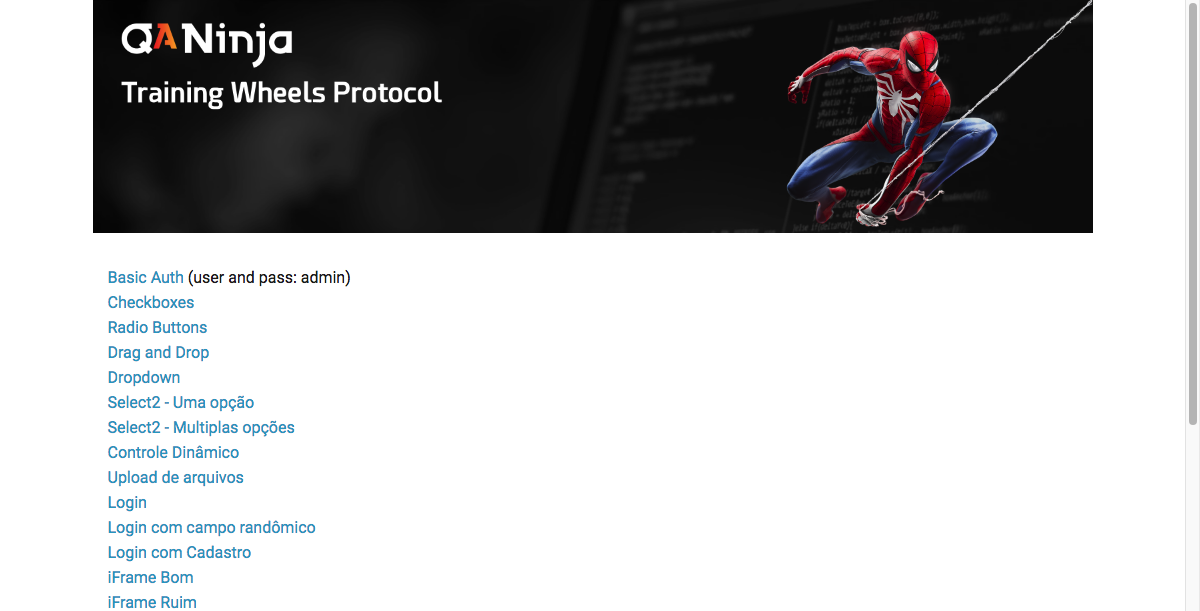 QANinja
Training Wheels Protocol
Basic Auth (user and pass: admin)
Checkboxes
Radio Buttons
Drag and Drop
Dropdown
Select2 - Uma opção
Select2 - Multiplas opções
Controle Dinâmico
Upload de arquivos
Login
Login com campo randômico
Login com Cadastro
iFrame Bom
iFrame Ruim